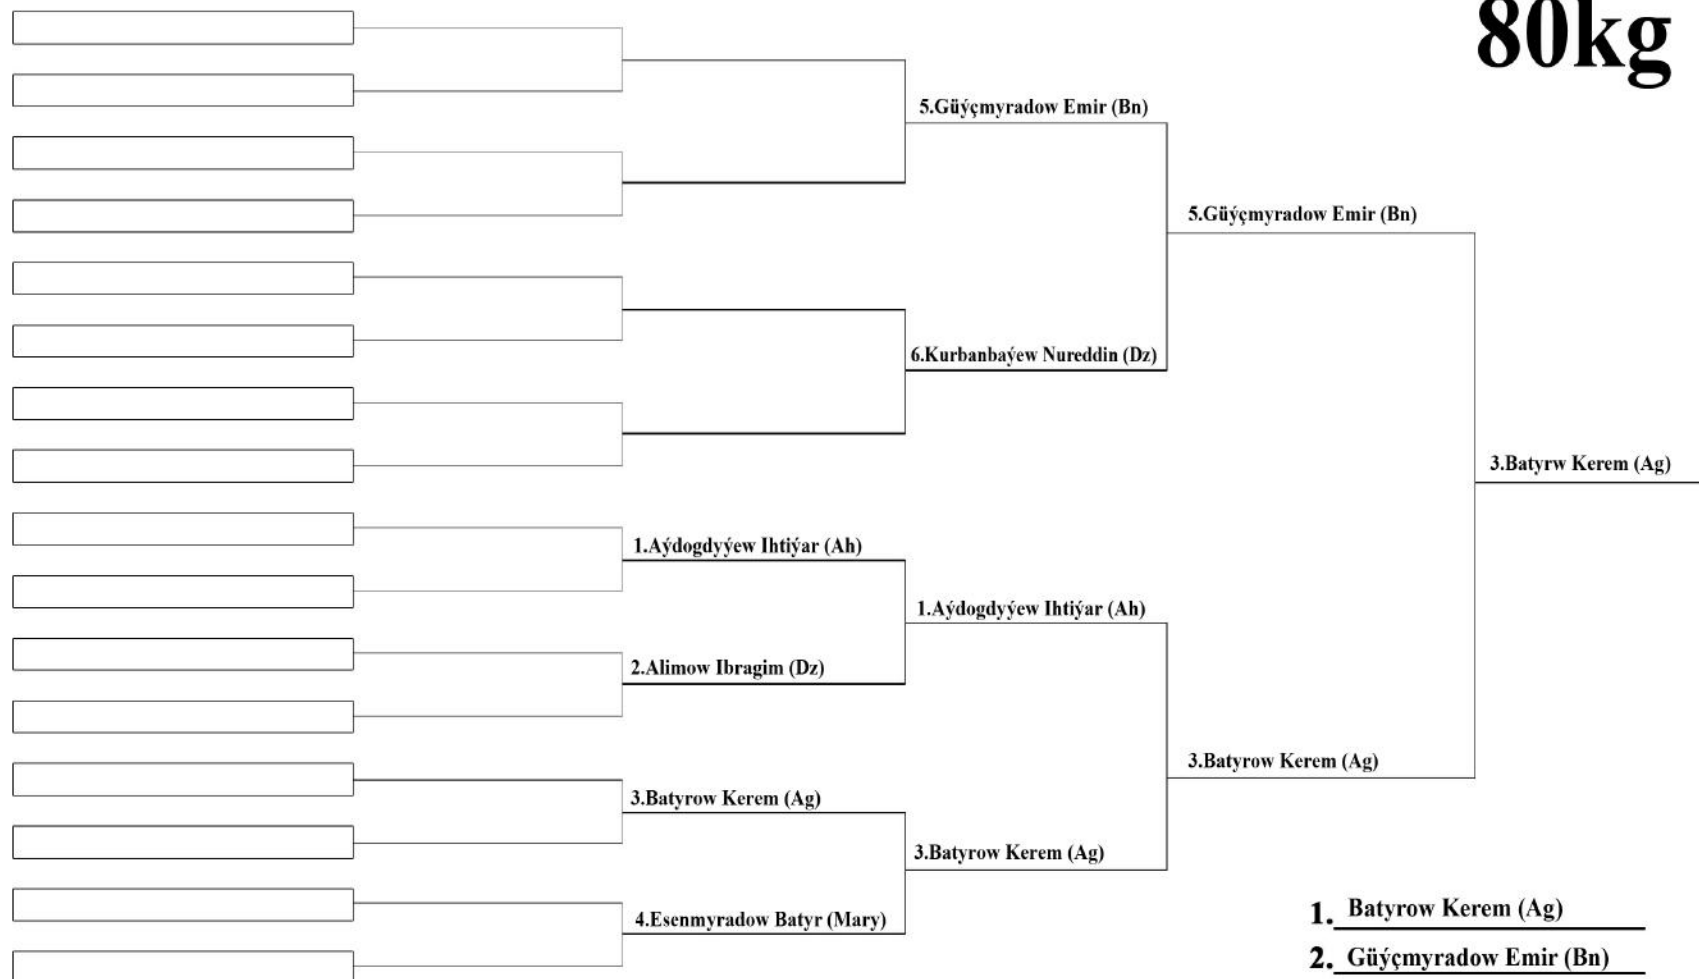 80kg
5.Güýçmyradow Emir (Bn)
5.Güýçmyradow Emir (Bn)
6.Kurbanbaýew Nureddin (Dz)
3.Batyrw Kerem (Ag)
1.Aýdogdyýew Ihtiýar (Ah)
1.Aýdogdyýew Ihtiýar (Ah)
2.Alimow Ibragim (Dz)
3.Batyrow Kerem (Ag)
3.Batyrow Kerem (Ag)
3.Batyrow Kerem (Ag)
4.Esenmyradow Batyr (Mary)
1. Batyrow Kerem (Ag)
2. Güýçmyradow Emir (Bn)